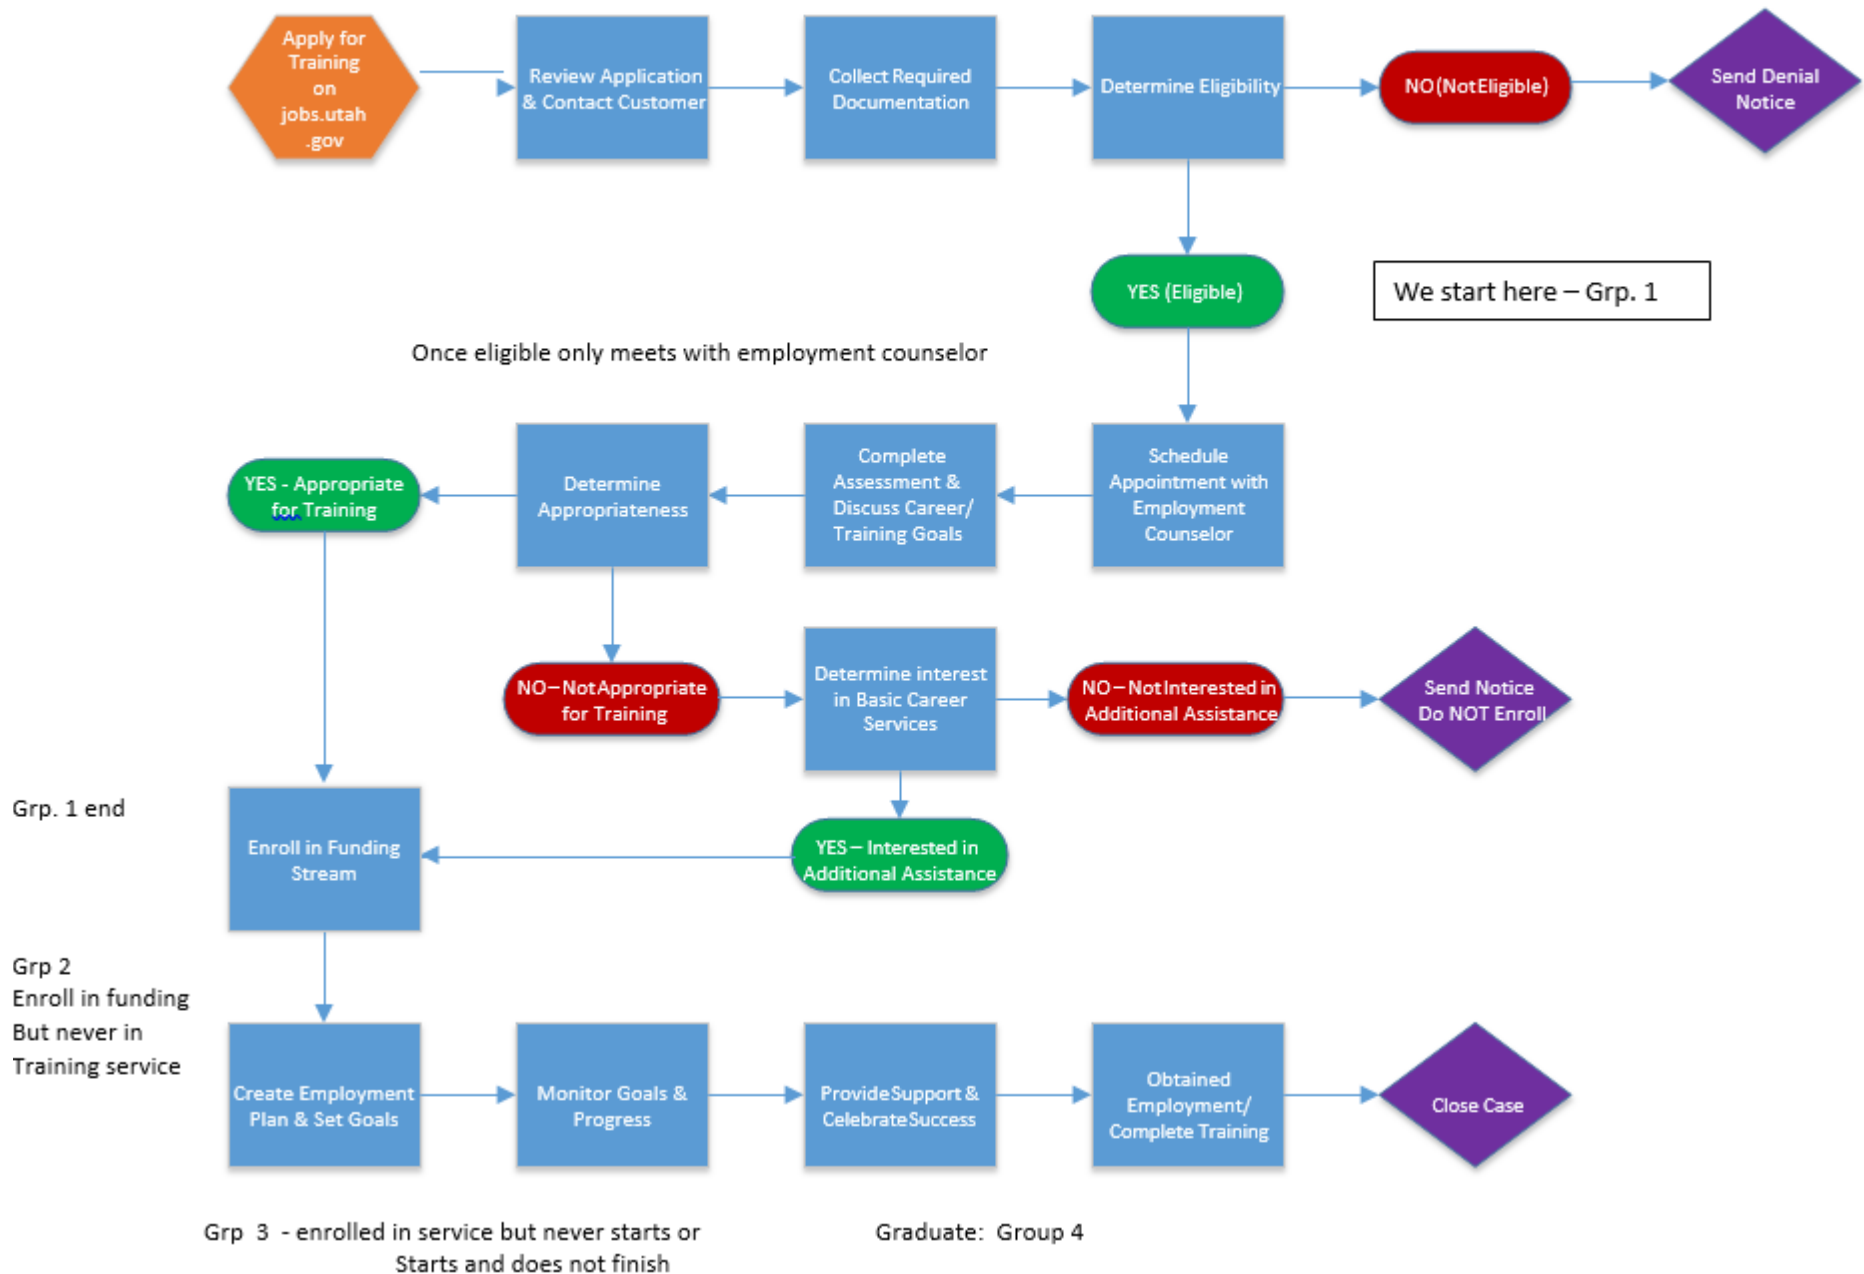 Apply for
Training
on
jobs.utah
.gov
Review Application
& Contact Customer
Collect Required
Documentation
Determine Eligibility
NO(NotEligible)
Send Denial
Notice
YES (Eligible)
We start here – Grp. 1
Once eligible only meets with employment counselor
YES - Appropriate
for Training
Determine
Appropriateness
Complete
Assessment &
Discuss Career/
Training Goals
Schedule
Appointment with
Employment
Counselor
NO – Not Appropriate
for Training
Determine interest
in Basic Career
Services
NO – Not Interested in
Additional Assistance
Send Notice
Do NOT Enroll
Grp. 1 end
Enroll in Funding
Stream
YES – Interested in
Additional Assistance
Grp 2
Enroll in funding
But never in
Training service
Create Employment
Plan & Set Goals
Monitor Goals &
Progress
Provide Support &
Celebrate Success
Obtained
Employment/
Complete Training
Close Case
Grp 3 - enrolled in service but never starts or
Starts and does not finish
Graduate: Group 4